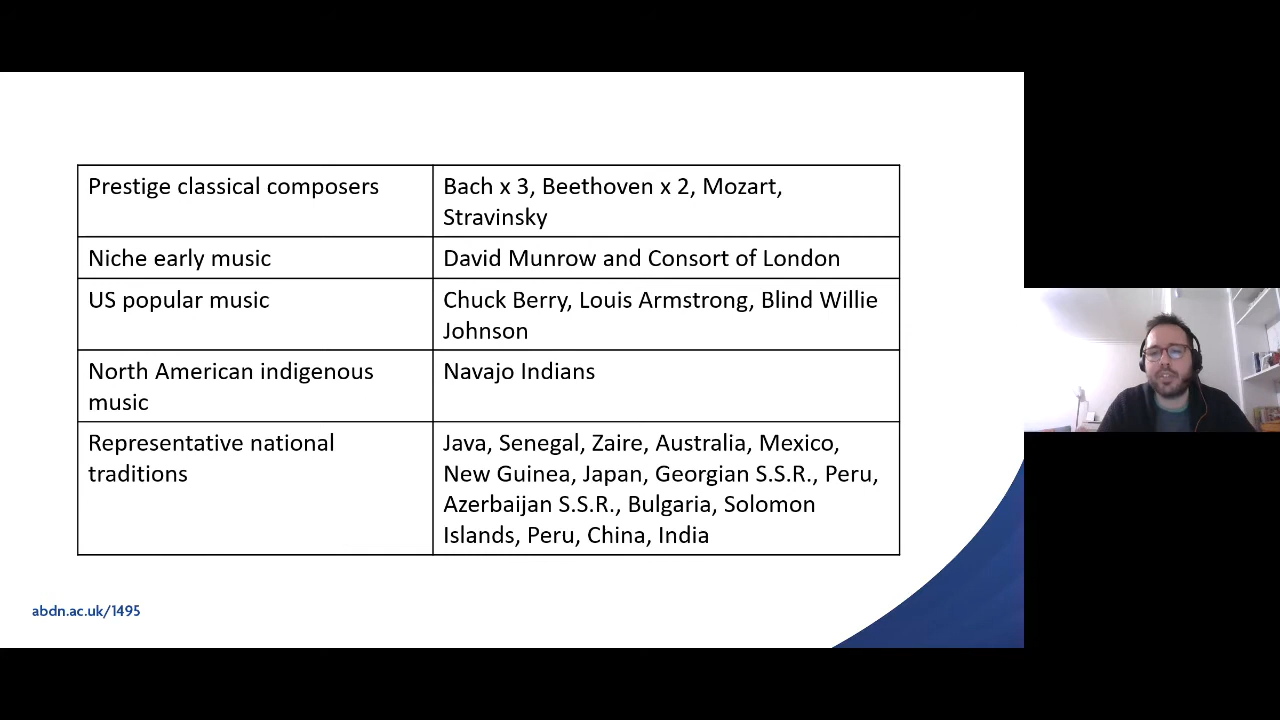 Prestige classical composers
Bach x 3, Beethoven x 2, Mozart,
Stravinsky
Niche early music
David Munrow and Consort of London
US popular music
Chuck Berry, Louis Armstrong, Blind Willie
Johnson
North American indigenous
music
Navajo Indians
Representative national
traditions
Java, Senegal, Zaire, Australia, Mexico,
New Guinea, Japan, Georgian S.S.R., Peru,
Azerbaijan S.S.R., Bulgaria, Solomon
Islands, Peru, China, India
abdn.ac.uk/1495